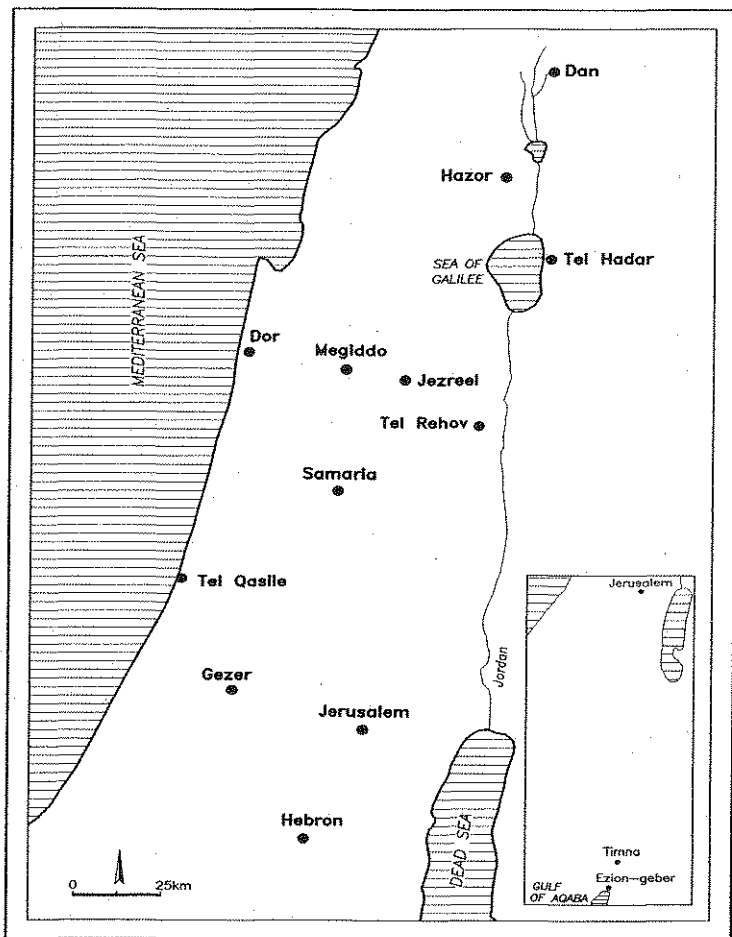 Dan
Hazor
MEDITERRANEAN SEA
SEA OF
GALILEE
Tel Hadar
Dor
Megiddo
Jezreel
Tel Rehov
Samaria
Tel Qasile
Jerusalem
Jordan
Gezer
Jerusalem
Hebron
DEAD SEA
Timna
Ezion-geber
GULF
OF AQABA
0 25km